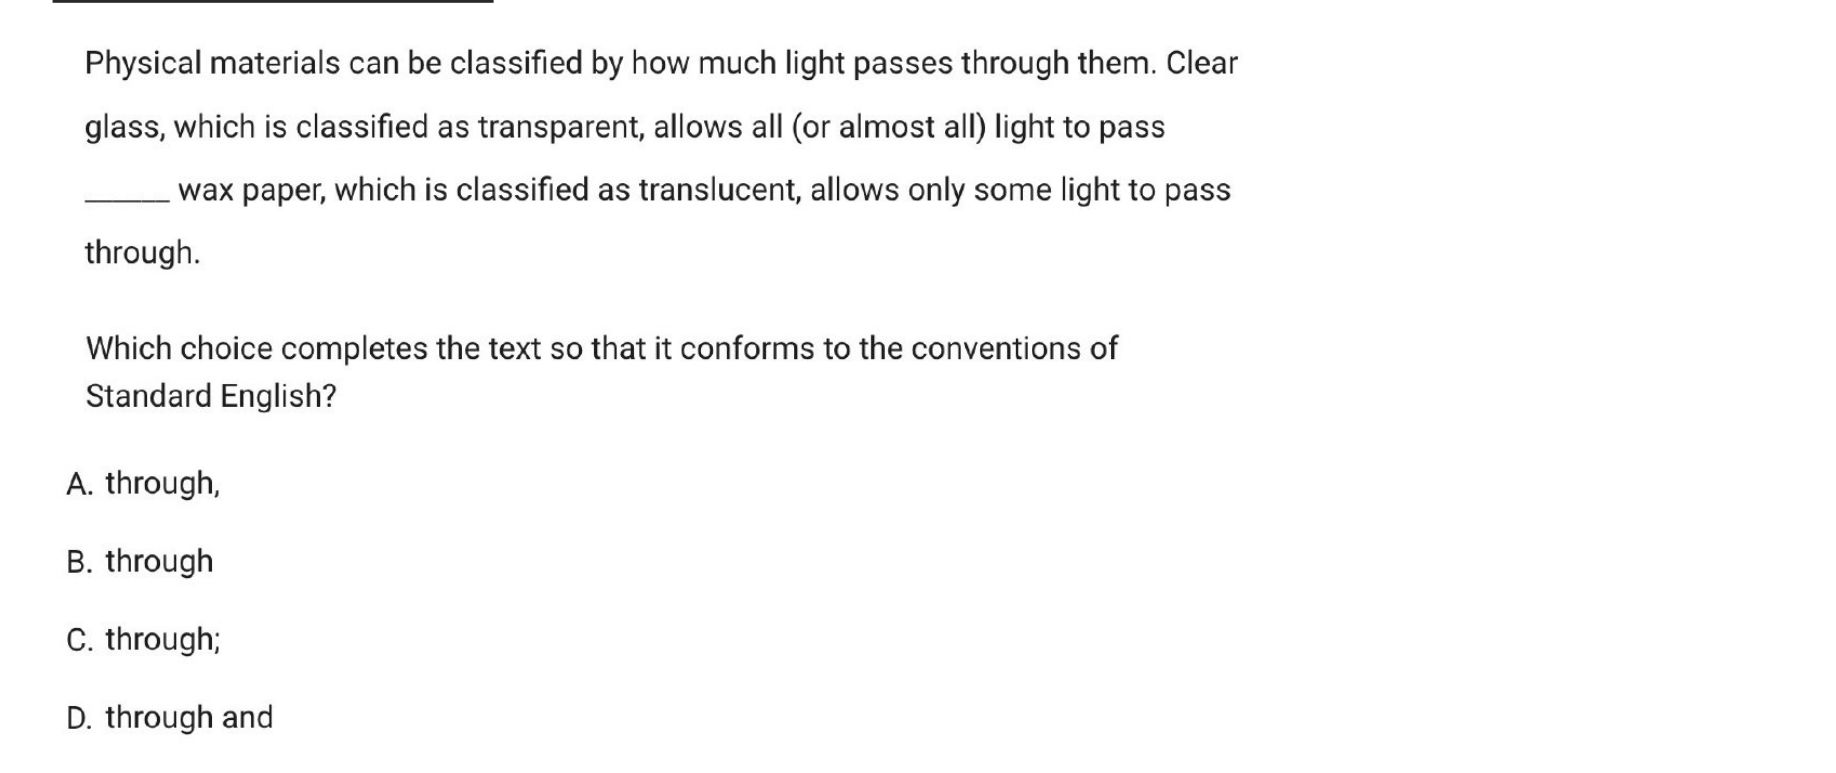 Physical materials can be classified by how much light passes through them. Clear
glass, which is classified as transparent, allows all (or almost all) light to pass
______ wax paper, which is classified as translucent, allows only some light to pass
through.
Which choice completes the text so that it conforms to the conventions of
Standard English?
A. through,
B. through
C. through;
D. through and